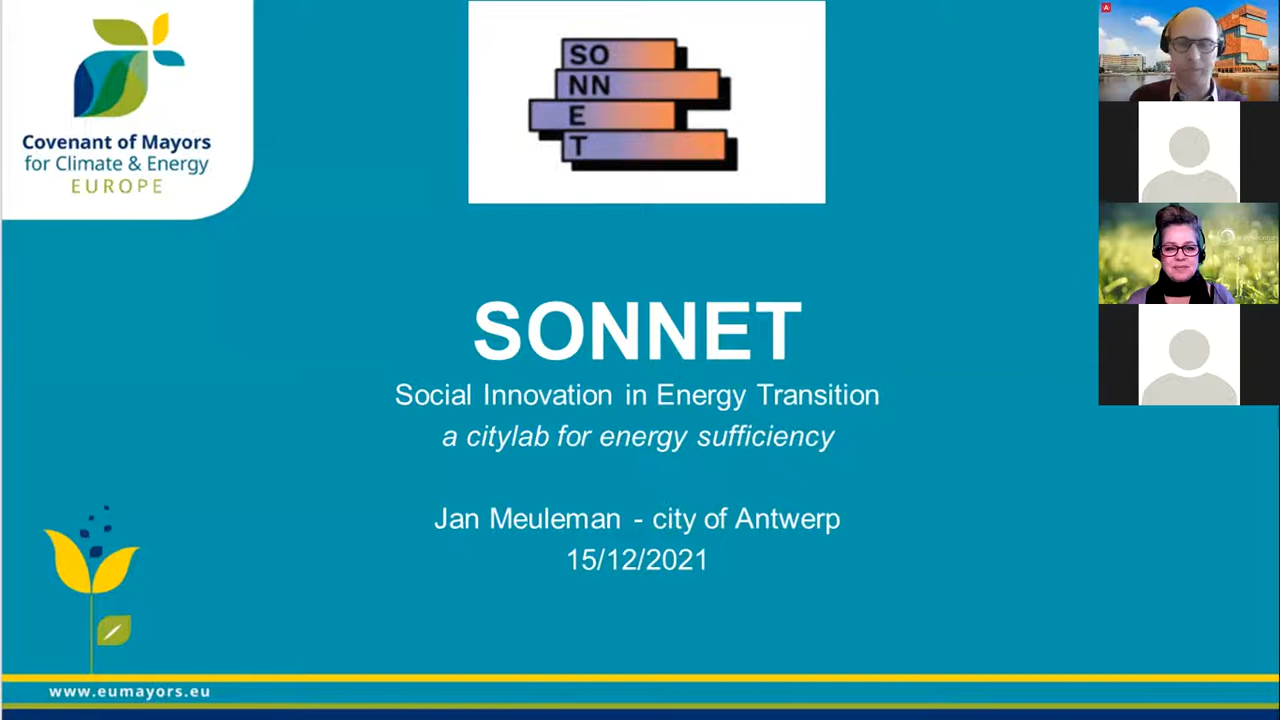 Covenant of Mayors
for Climate & Energy
EUROPE
SO
NN
E
T
A
SONNET
Social Innovation in Energy Transition
a citylab for energy sufficiency
Jan Meuleman - city of Antwerp
15/12/2021
www.eumayors.eu